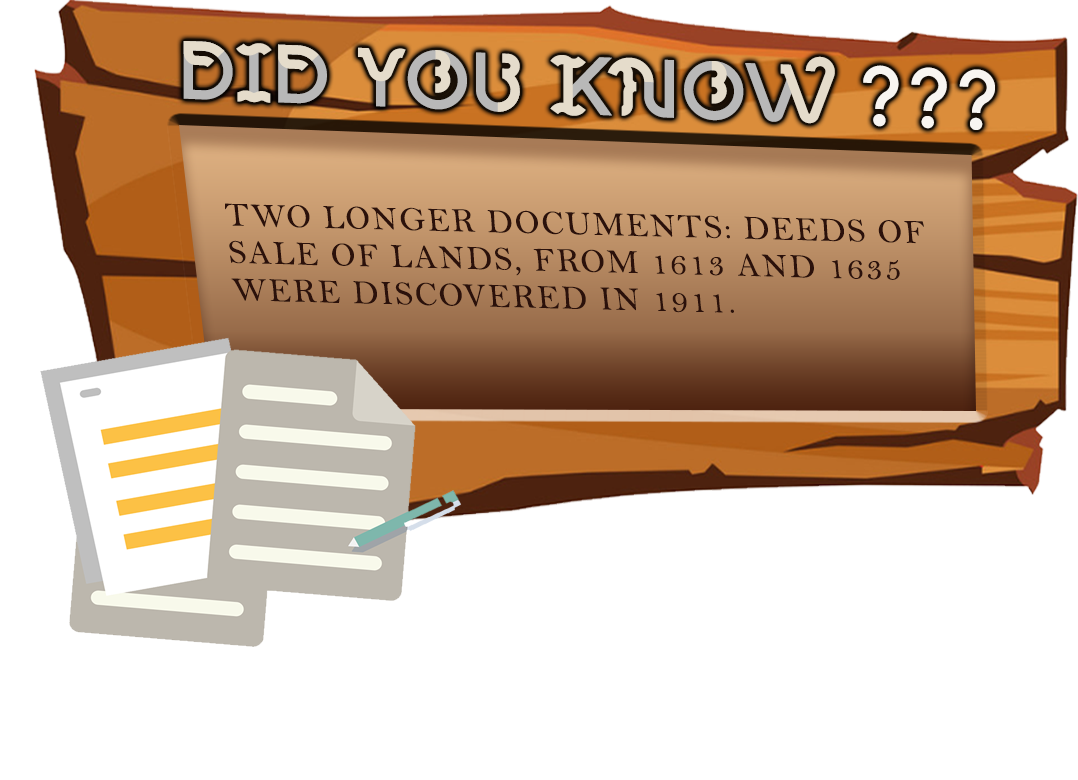 DID YOU KNOW ???
TWO LONGER DOCUMENTS: DEEDS OF
SALE OF LANDS, FROM 1613 AND 1635
WERE DISCOVERED IN 1911.